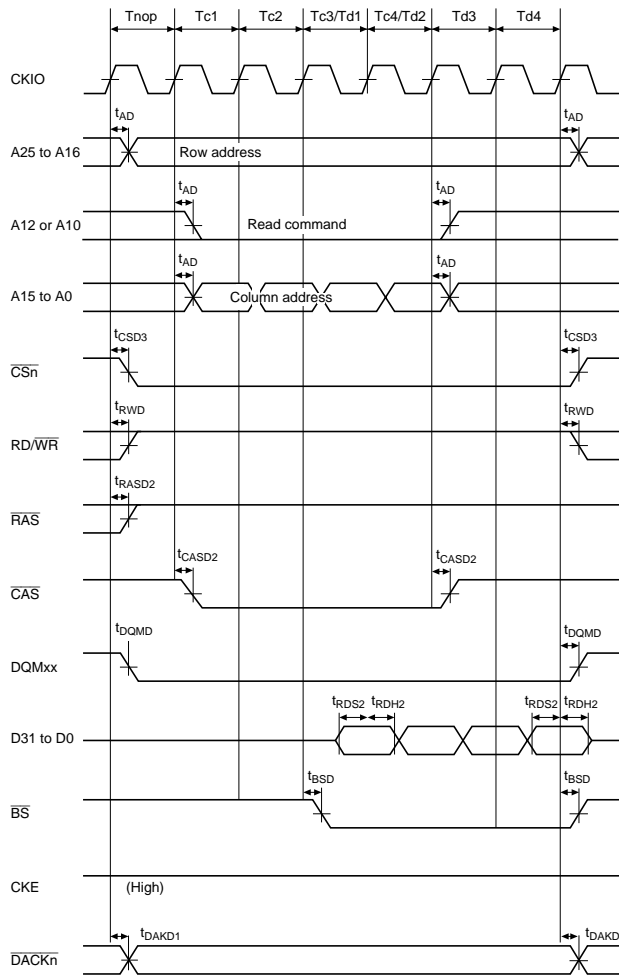 Tnop Tc1 Tc2 Tc3/Td1 Tc4/Td2 Td3 Td4
CKIO
tAD tAD
A25 to A16 Row address
tAD tAD
A12 or A10 Read command
tAD tAD
A15 to A0 Column address
tCSD3 tCSD3
CSn
tRWD tRWD
RD/WR
tRASD2
RAS
tCASD2 tCASD2
CAS
tDQMD tDQMD
DQMxx
tRDS2 tRDH2 tRDS2 tRDH2
D31 to D0
tBSD tBSD
BS
CKE (High)
tDAKD1 tDAKD
DACKn